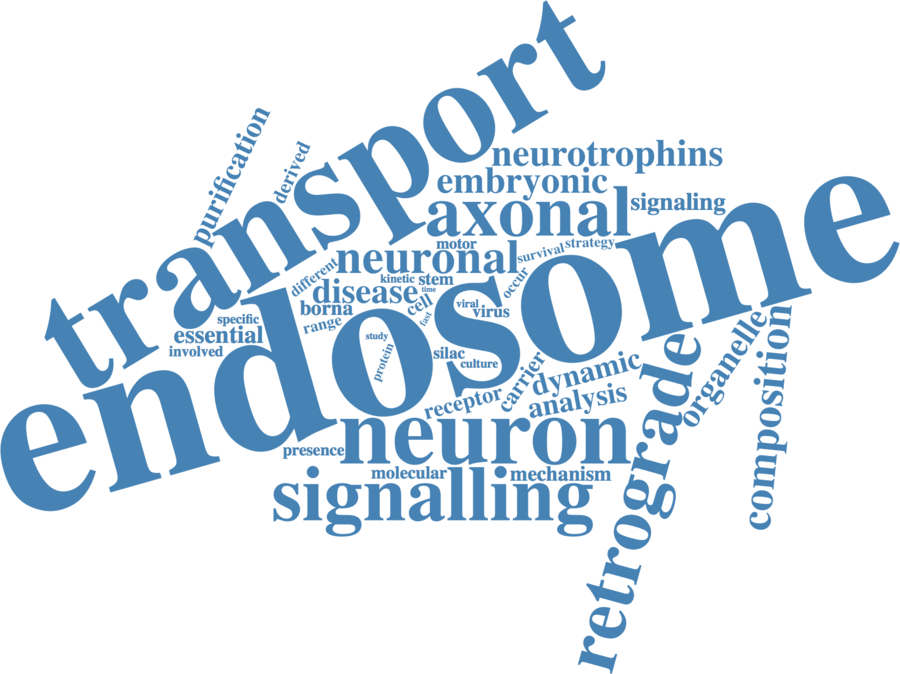 transport
purification
derived
neurotrophins
embryonic
axonal
signaling
motor
neuronal
survival
strategy
different
kinetic
stem
occur
disease
time
cell
borna
viral
virus
range
fast
specific
essential
involved
endosome
study
protein
silac
culture
carrier
dynamic
receptor
analysis
organelle
composition
retrograde
neuron
presence
molecular
mechanism
signalling